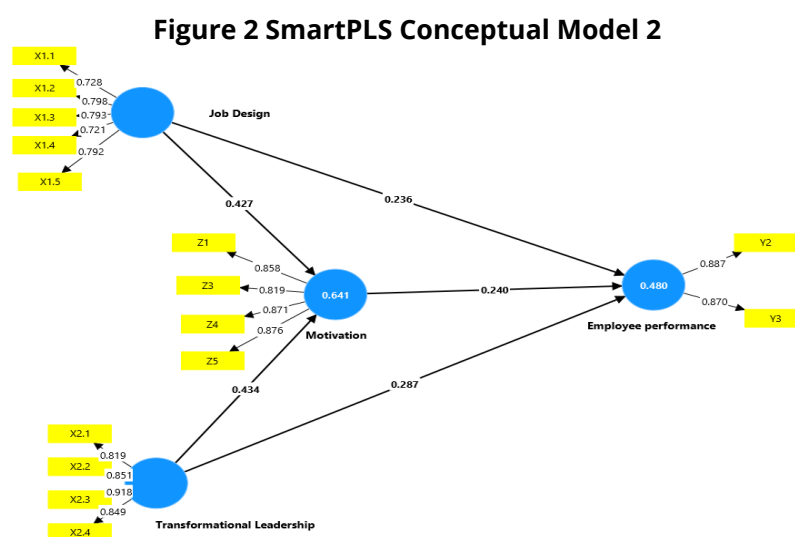 Figure 2 SmartPLS Conceptual Model 2
X1.1
0.728
X1.2
0.798
X1.3
0.793
0.721
X1.4
0.792
X1.5
Job Design
0.427
0.236
Z1
0.858
Z3
0.819
Z4
0.871
0.876
Z5
0.641
Motivation
0.240
Y2
0.887
0.480
0.870
Y3
Employee performance
0.434
0.287
X2.1
0.819
X2.2
0.851
0.918
X2.3
0.849
X2.4
Transformational Leadership